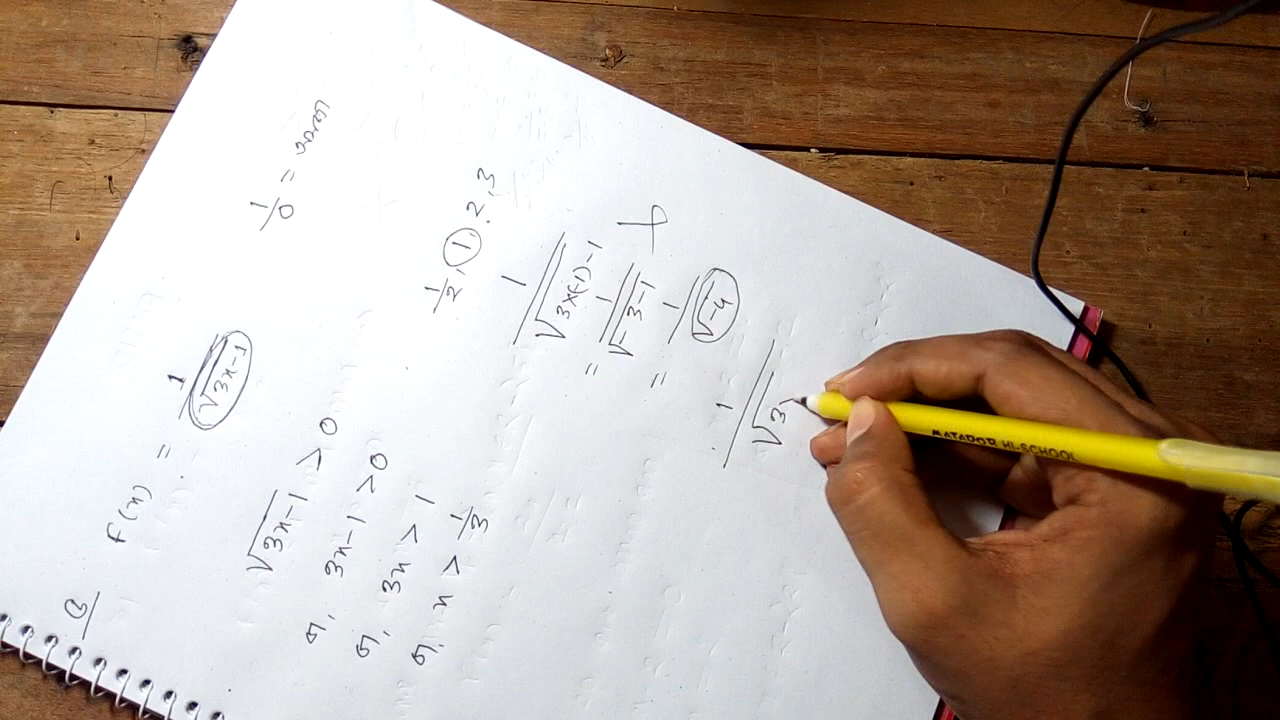 f(x) = 1/√3x-1
1/0 = অসংজ্ঞা
√3x-1 > 0
বা, 3x-1 > 0
বা, 3x > 1
বা, x > 1/3
1/2, 1, 2, 3
1/√3×(-1)-1
= 1/√-3-1
= 1/√-4
1/√3
MATADOR HI-SCHOOL